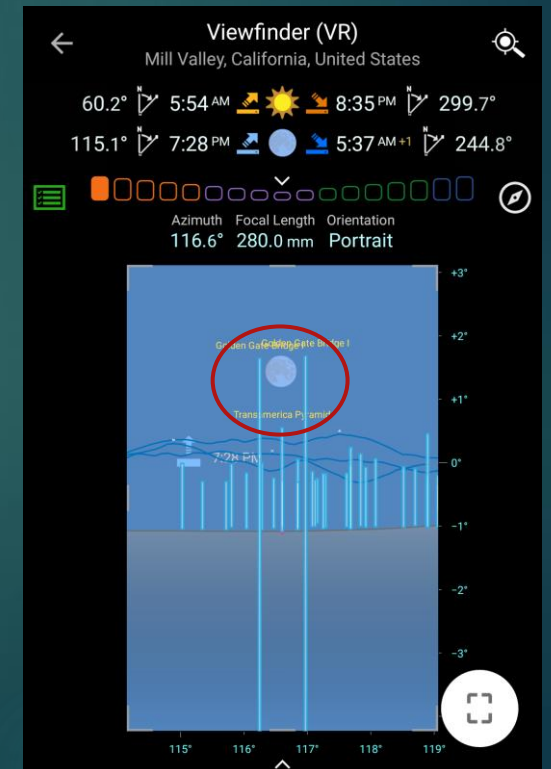 Viewfinder (VR)
Mill Valley, California, United States
60.2° N 5:54 AM 8:35 PM N 299.7°
115.1° N 7:28 PM 5:37 AM +1 N 244.8°
Azimuth Focal Length Orientation
116.6° 280.0 mm Portrait
+3°
+2°
Golden Gate Bridge I
Golden Gate Bridge I
+1°
Transamerica Pyramid
0°
7:28 PM
-1°
-2°
-3°
115° 116° 117° 118° 119°